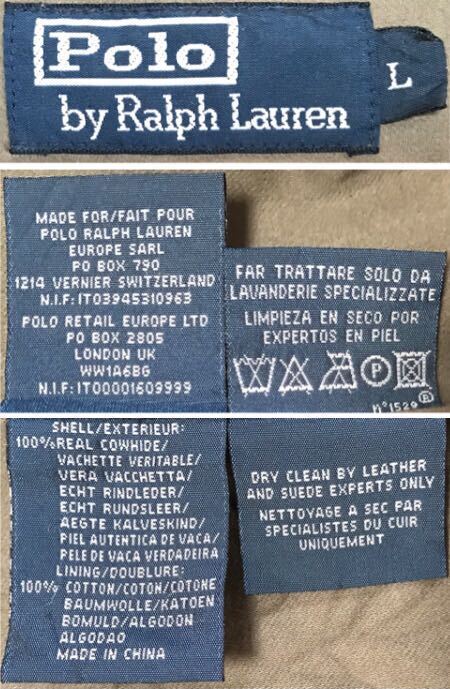 Polo
by Ralph Lauren
L
MADE FOR/FAIT POUR
POLO RALPH LAUREN
EUROPE SARL
PO BOX 790
1214 VERNIER SWITZERLAND
N.I.F:IT03945310963
POLO RETAIL EUROPE LTD
PO BOX 2805
LONDON UK
WW1A6BG
N.I.F:IT00001609999
FAR TRATTARE SOLO DA
LAVANDERIE SPECIALIZZATE
LIMPIEZA EN SECO POR
EXPERTOS EN PIEL
P
N°1529 ®
SHELL/EXTERIEUR:
100%REAL COWHIDE/
VACHETTE VERITABLE/
VERA VACCHETTA/
ECHT RINDLEDER/
ECHT RUNDSLEER/
AEGTE KALVESKIND/
PIEL AUTENTICA DE VACA/
PELE DE VACA VERDADEIRA
LINING/DOUBLURE:
100% COTTON/COTON/COTONE
BAUMWOLLE/KATOEN
BOMULD/ALGODON
ALGODAO
MADE IN CHINA
DRY CLEAN BY LEATHER
AND SUEDE EXPERTS ONLY
NETTOYAGE A SEC PAR
SPECIALISTES DU CUIR
UNIQUEMENT